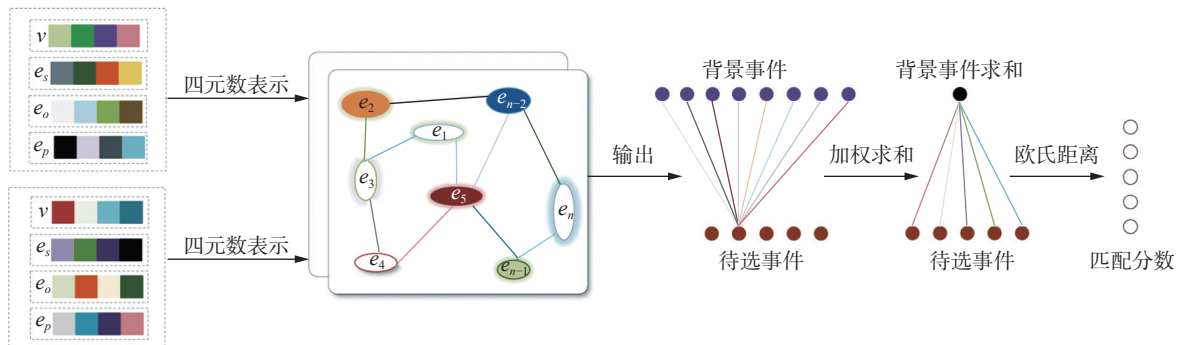 v
e_s
e_o
e_p
四元数表示
v
e_s
e_o
e_p
四元数表示
e_2
e_{n-2}
e_1
e_3
e_5
e_n
e_4
e_{n-1}
输出
背景事件
待选事件
加权求和
背景事件求和
待选事件
欧氏距离
匹配分数